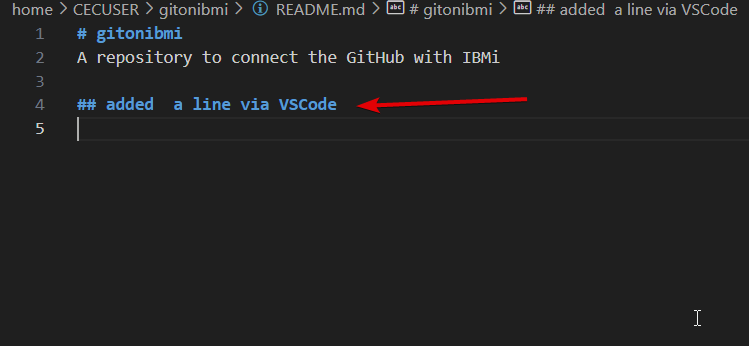 home > CECUSER > gitonibmi > README.md > # gitonibmi > ## added  a line via VSCode
1 # gitonibmi
2 A repository to connect the GitHub with IBMi
3
4 ## added  a line via VSCode
5